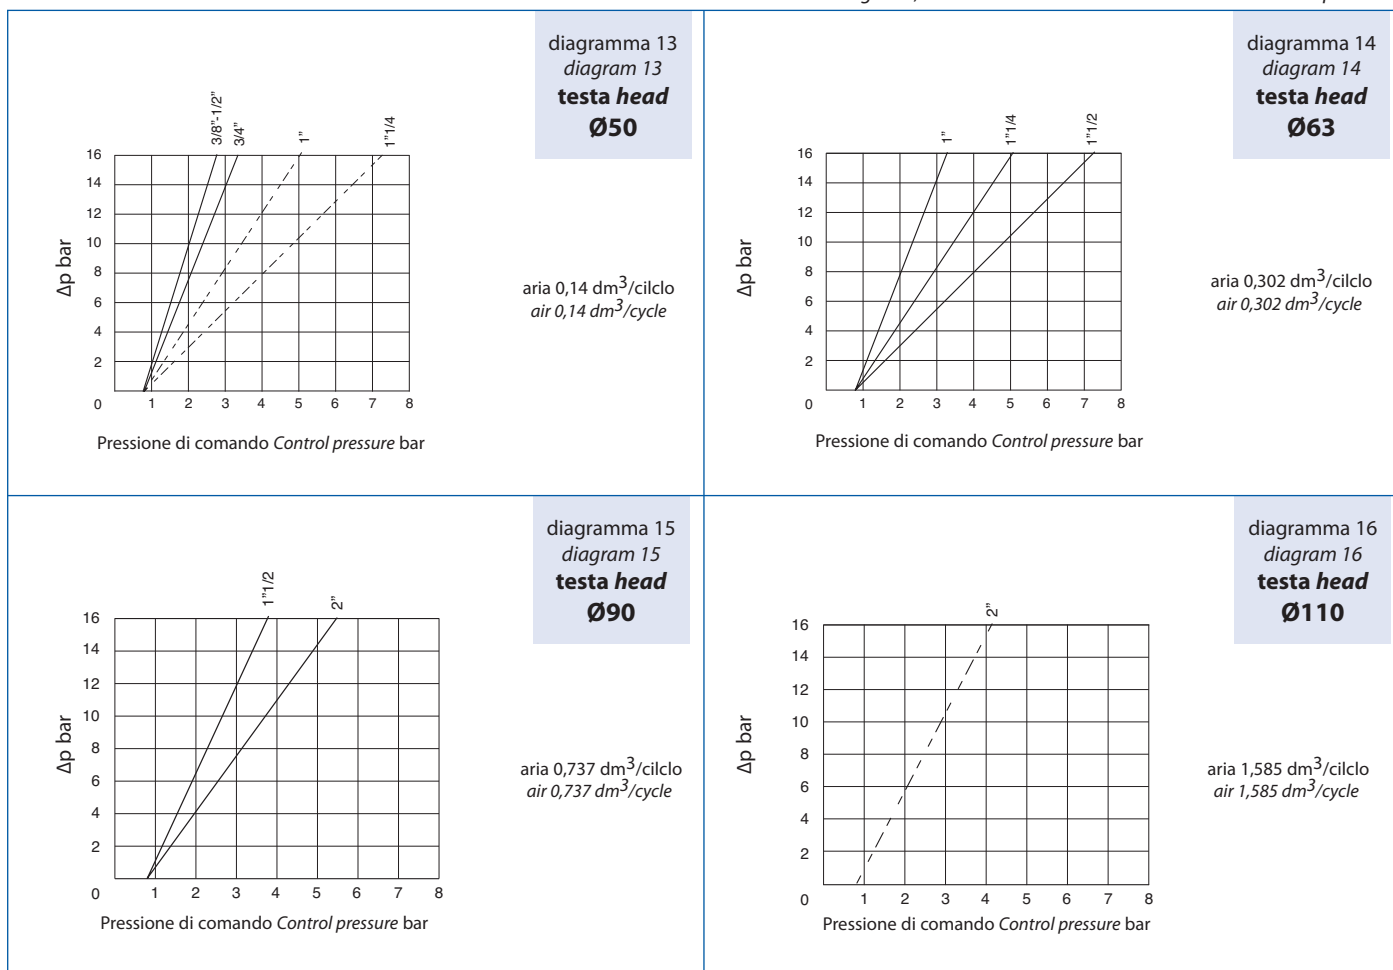 diagramma 13
diagram 13
testa head
Ø50
3/8"-1/2"
3/4"
1"
1"1/4
16
14
12
10
8
6
4
2
0
1 2 3 4 5 6 7 8
Δp bar
aria 0,14 dm3/cilclo
air 0,14 dm3/cycle
Pressione di comando Control pressure bar
diagramma 14
diagram 14
testa head
Ø63
1"
1"1/4
1"1/2
16
14
12
10
8
6
4
2
0
1 2 3 4 5 6 7 8
Δp bar
aria 0,302 dm3/cilclo
air 0,302 dm3/cycle
Pressione di comando Control pressure bar
diagramma 15
diagram 15
testa head
Ø90
1"1/2
2"
16
14
12
10
8
6
4
2
0
1 2 3 4 5 6 7 8
Δp bar
aria 0,737 dm3/cilclo
air 0,737 dm3/cycle
Pressione di comando Control pressure bar
diagramma 16
diagram 16
testa head
Ø110
2"
16
14
12
10
8
6
4
2
0
1 2 3 4 5 6 7 8
Δp bar
aria 1,585 dm3/cilclo
air 1,585 dm3/cycle
Pressione di comando Control pressure bar